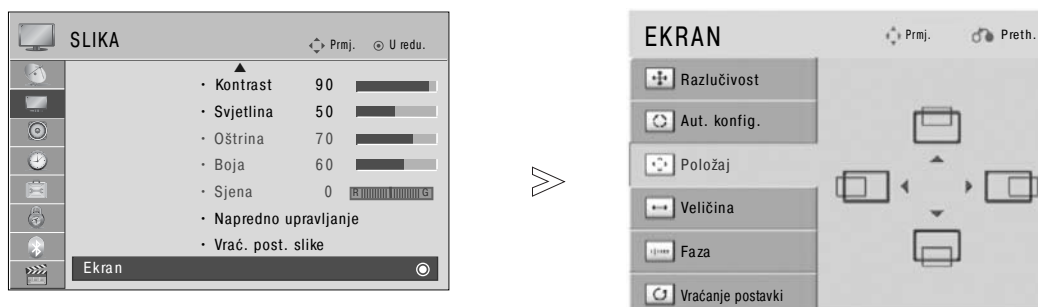 SLIKA
Prmj.
U redu.
• Kontrast 90
• Svjetlina 50
• Oštrina 70
• Boja 60
• Sjena 0 R G
• Napredno upravljanje
• Vrać. post. slike
Ekran
EKRAN
Prmj.
Preth.
Razlučivost
Aut. konfig.
Položaj
Veličina
Faza
Vraćanje postavki